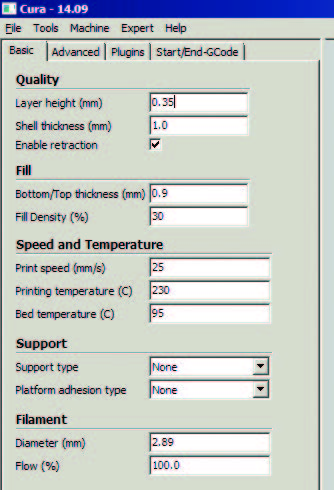 Cura - 14.09
File Tools Machine Expert Help
Basic Advanced Plugins Start/End-GCode
Quality
Layer height (mm) 0.35
Shell thickness (mm) 1.0
Enable retraction
Fill
Bottom/Top thickness (mm) 0.9
Fill Density (%) 30
Speed and Temperature
Print speed (mm/s) 25
Printing temperature (C) 230
Bed temperature (C) 95
Support
Support type None
Platform adhesion type None
Filament
Diameter (mm) 2.89
Flow (%) 100.0